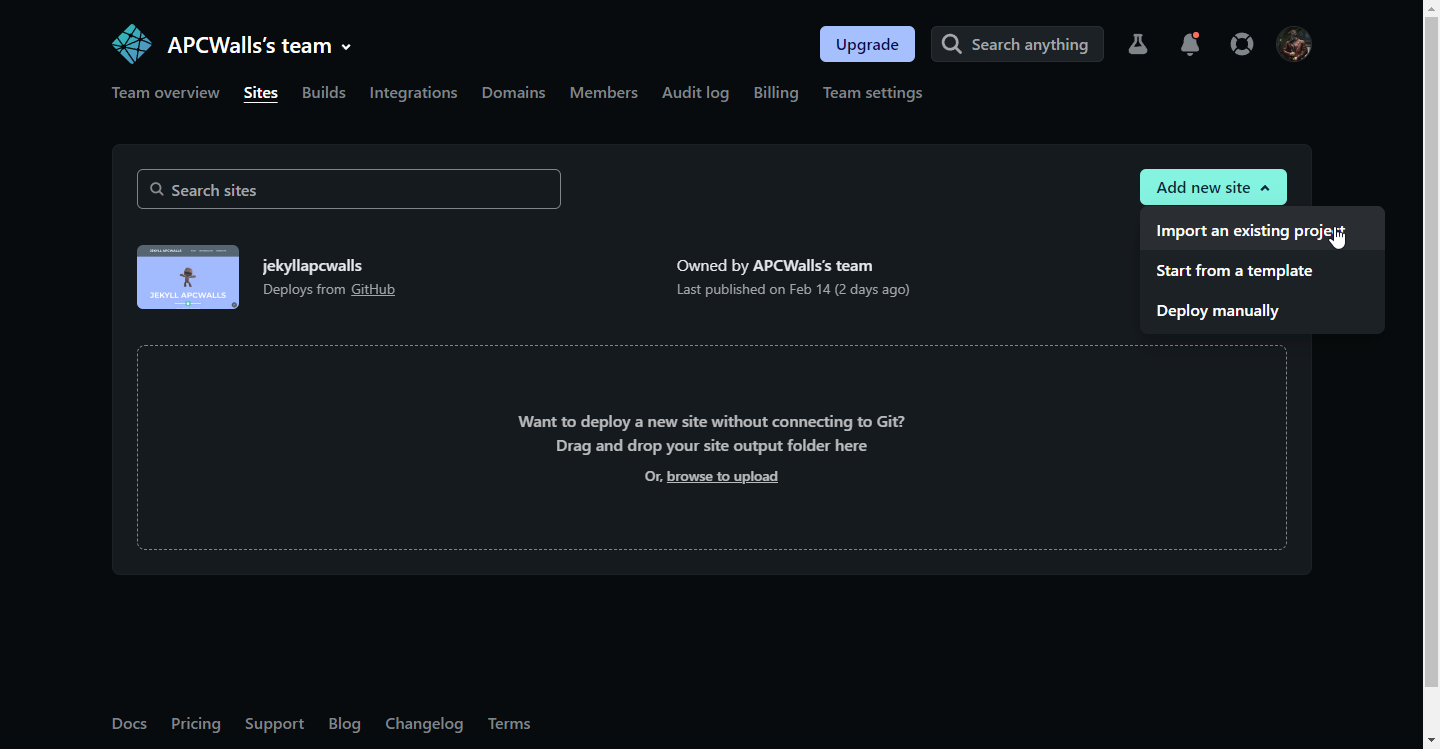 APCWalls's team
Upgrade
Search anything
Team overview
Sites
Builds
Integrations
Domains
Members
Audit log
Billing
Team settings
Search sites
Add new site
Import an existing project
Start from a template
Deploy manually
JEKYLL APCWALLS
jekyllapcwalls
Deploys from GitHub
Owned by APCWalls's team
Last published on Feb 14 (2 days ago)
Want to deploy a new site without connecting to Git?
Drag and drop your site output folder here
Or, browse to upload
Docs
Pricing
Support
Blog
Changelog
Terms